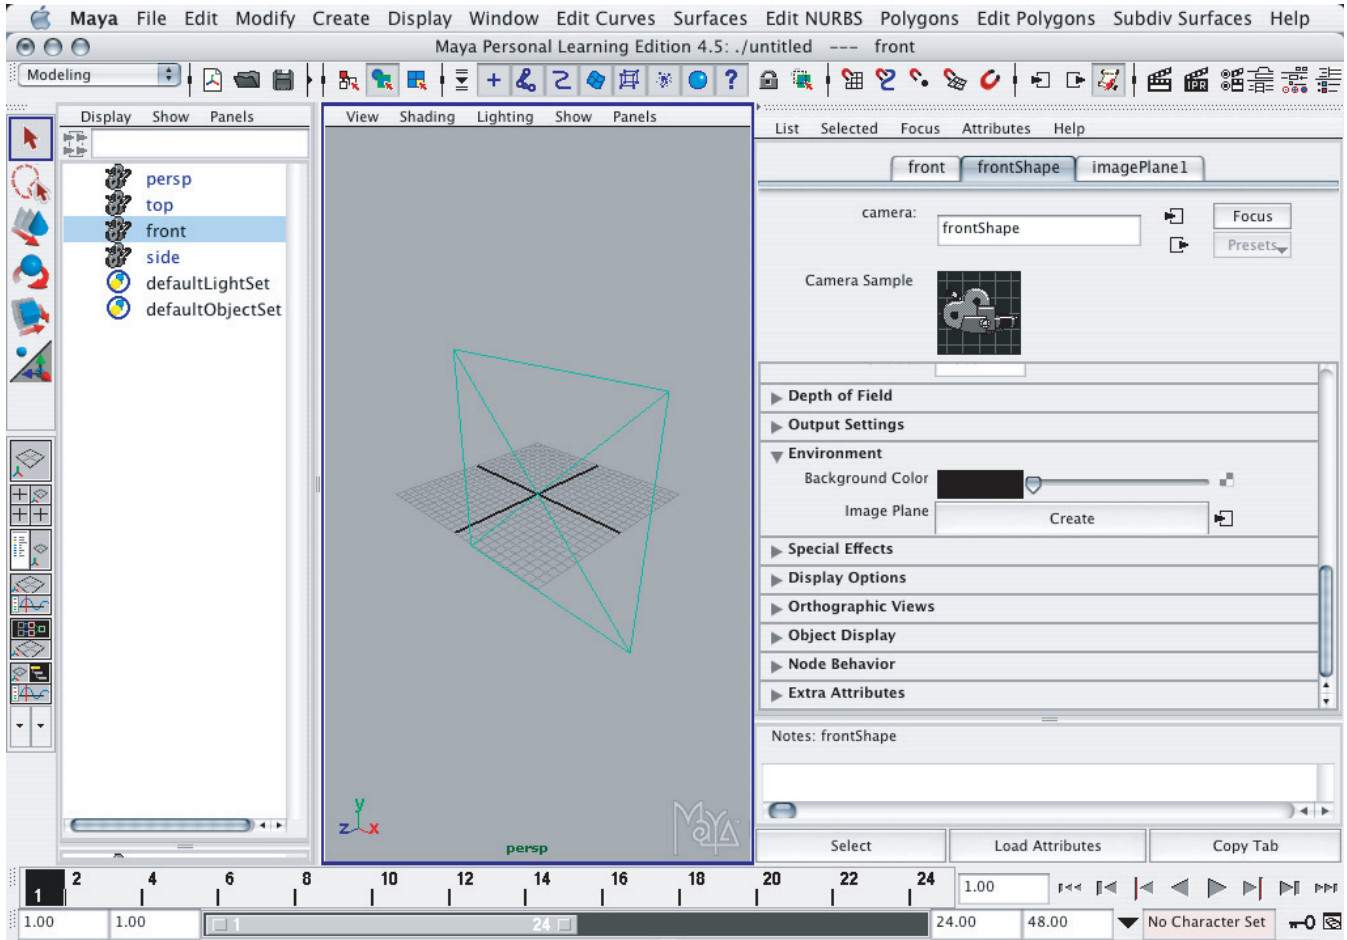 Maya File Edit Modify Create Display Window Edit Curves Surfaces Edit NURBS Polygons Edit Polygons Subdiv Surfaces Help
Maya Personal Learning Edition 4.5: ./untitled --- front
Modeling
IPR
Display Show Panels
persp
top
front
side
defaultLightSet
defaultObjectSet
View Shading Lighting Show Panels
y
z x
persp
MAYA
List Selected Focus Attributes Help
front frontShape imagePlane1
camera: frontShape
Focus
Presets
Camera Sample
Depth of Field
Output Settings
Environment
Background Color
Image Plane Create
Special Effects
Display Options
Orthographic Views
Object Display
Node Behavior
Extra Attributes
Notes: frontShape
Select Load Attributes Copy Tab
1 2 4 6 8 10 12 14 16 18 20 22 24 1.00
1.00 1.00 1 24 24.00 48.00 No Character Set